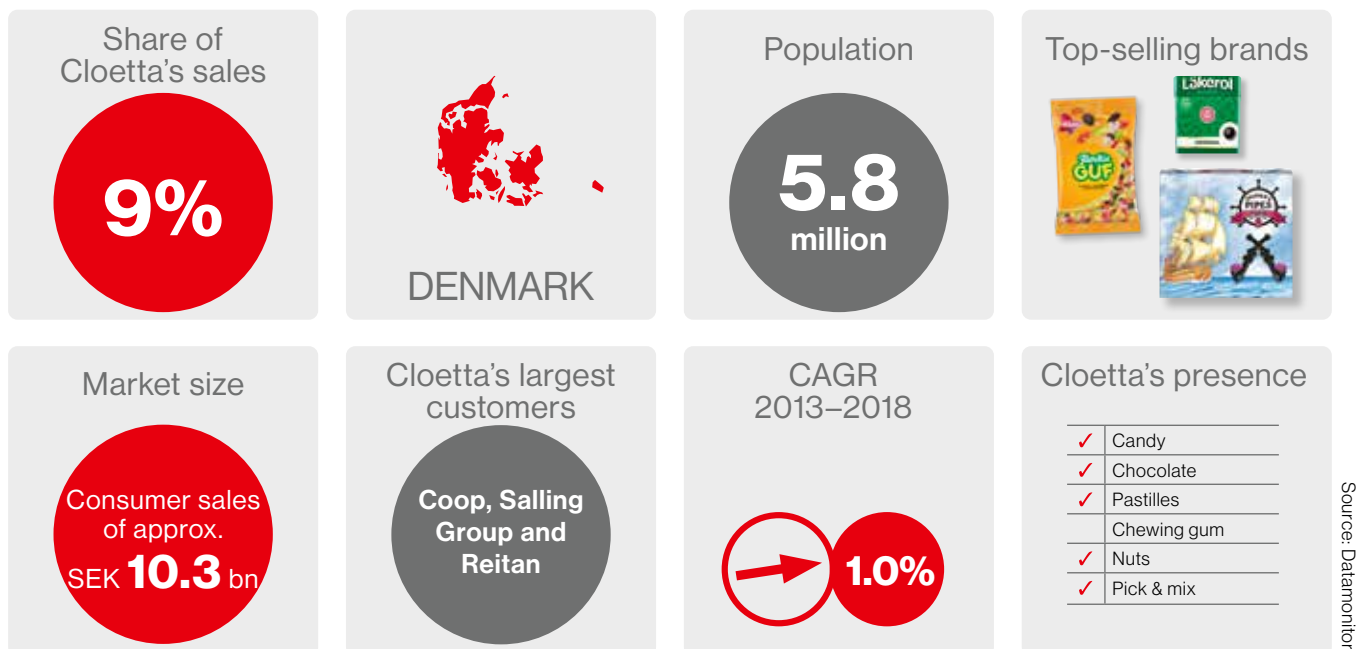 Share of
Cloetta's sales
9%
DENMARK
Population
5.8
million
Top-selling brands
Läkerol
GUF
PIPES
Market size
Consumer sales
of approx.
SEK 10.3 bn
Cloetta's largest
customers
Coop, Salling
Group and
Reitan
CAGR
2013–2018
1.0%
Cloetta's presence
✓ Candy
✓ Chocolate
✓ Pastilles
Chewing gum
✓ Nuts
✓ Pick & mix
Source: Datamonitor